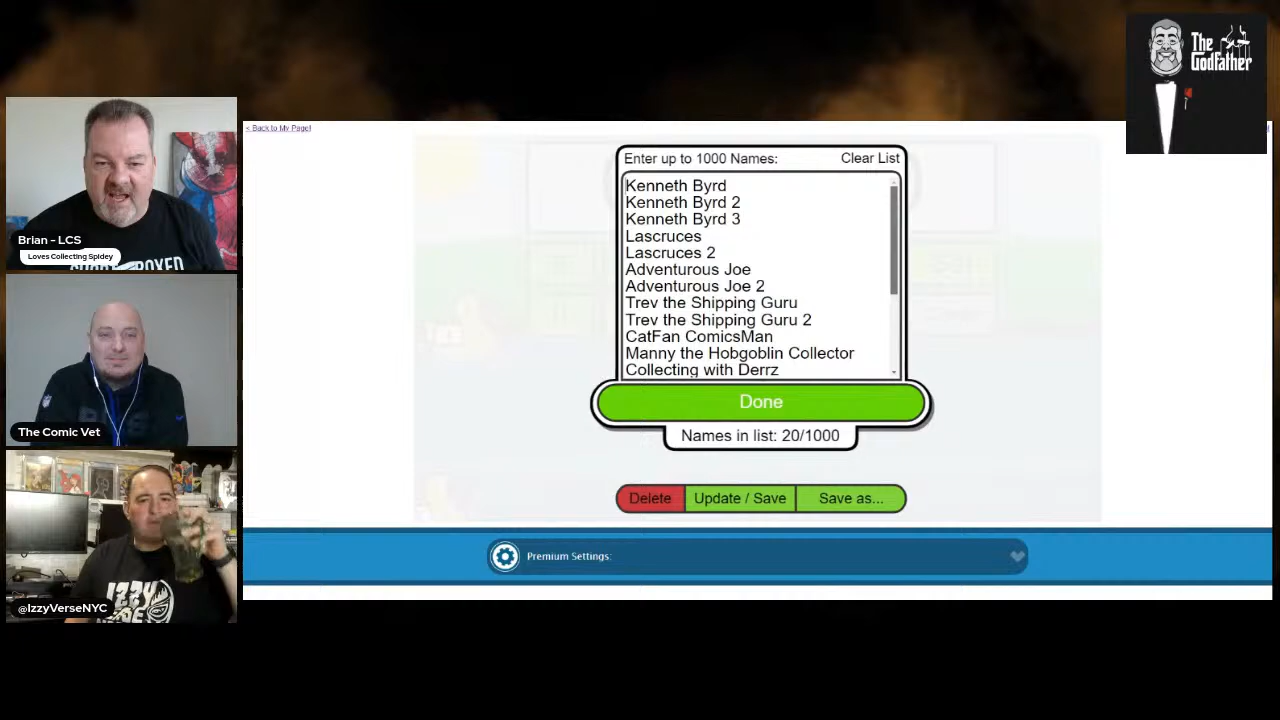 The
GodFather
< Back to My Page!
Enter up to 1000 Names:
Clear List
Kenneth Byrd
Kenneth Byrd 2
Kenneth Byrd 3
Lascruces
Lascruces 2
Adventurous Joe
Adventurous Joe 2
Trev the Shipping Guru
Trev the Shipping Guru 2
CatFan ComicsMan
Manny the Hobgoblin Collector
Collecting with Derrz
Done
Names in list: 20/1000
Delete
Update / Save
Save as...
Premium Settings:
Brian - LCS
Loves Collecting Spidey
The Comic Vet
IZZY
@IzzyVerseNYC